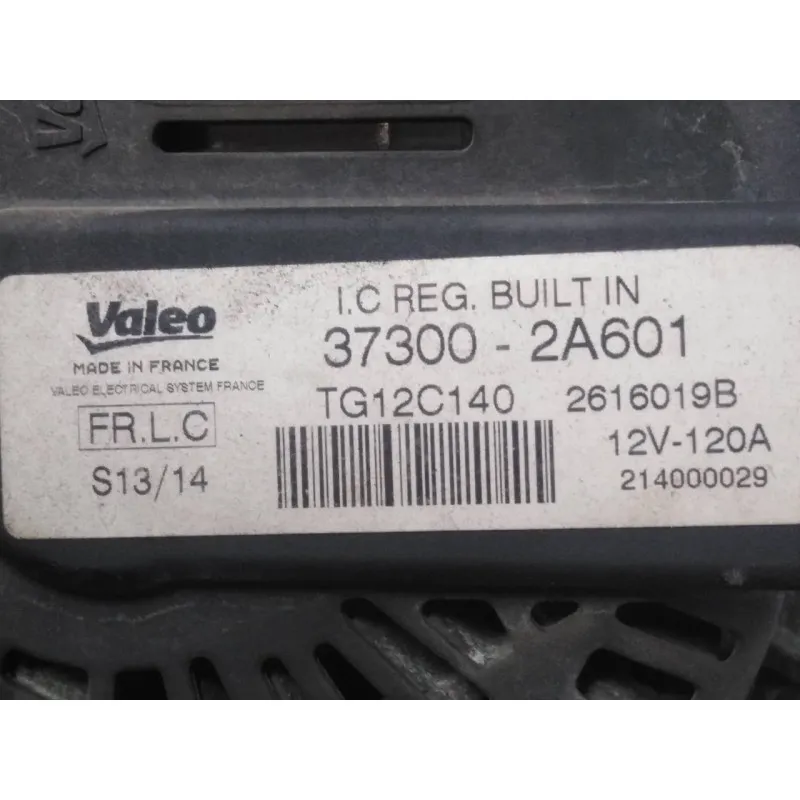 Valeo
MADE IN FRANCE
VALEO ELECTRICAL SYSTEM FRANCE
FR.L.C
S13/14
I.C REG. BUILT IN
37300 - 2A601
TG12C140 2616019B
12V-120A
214000029